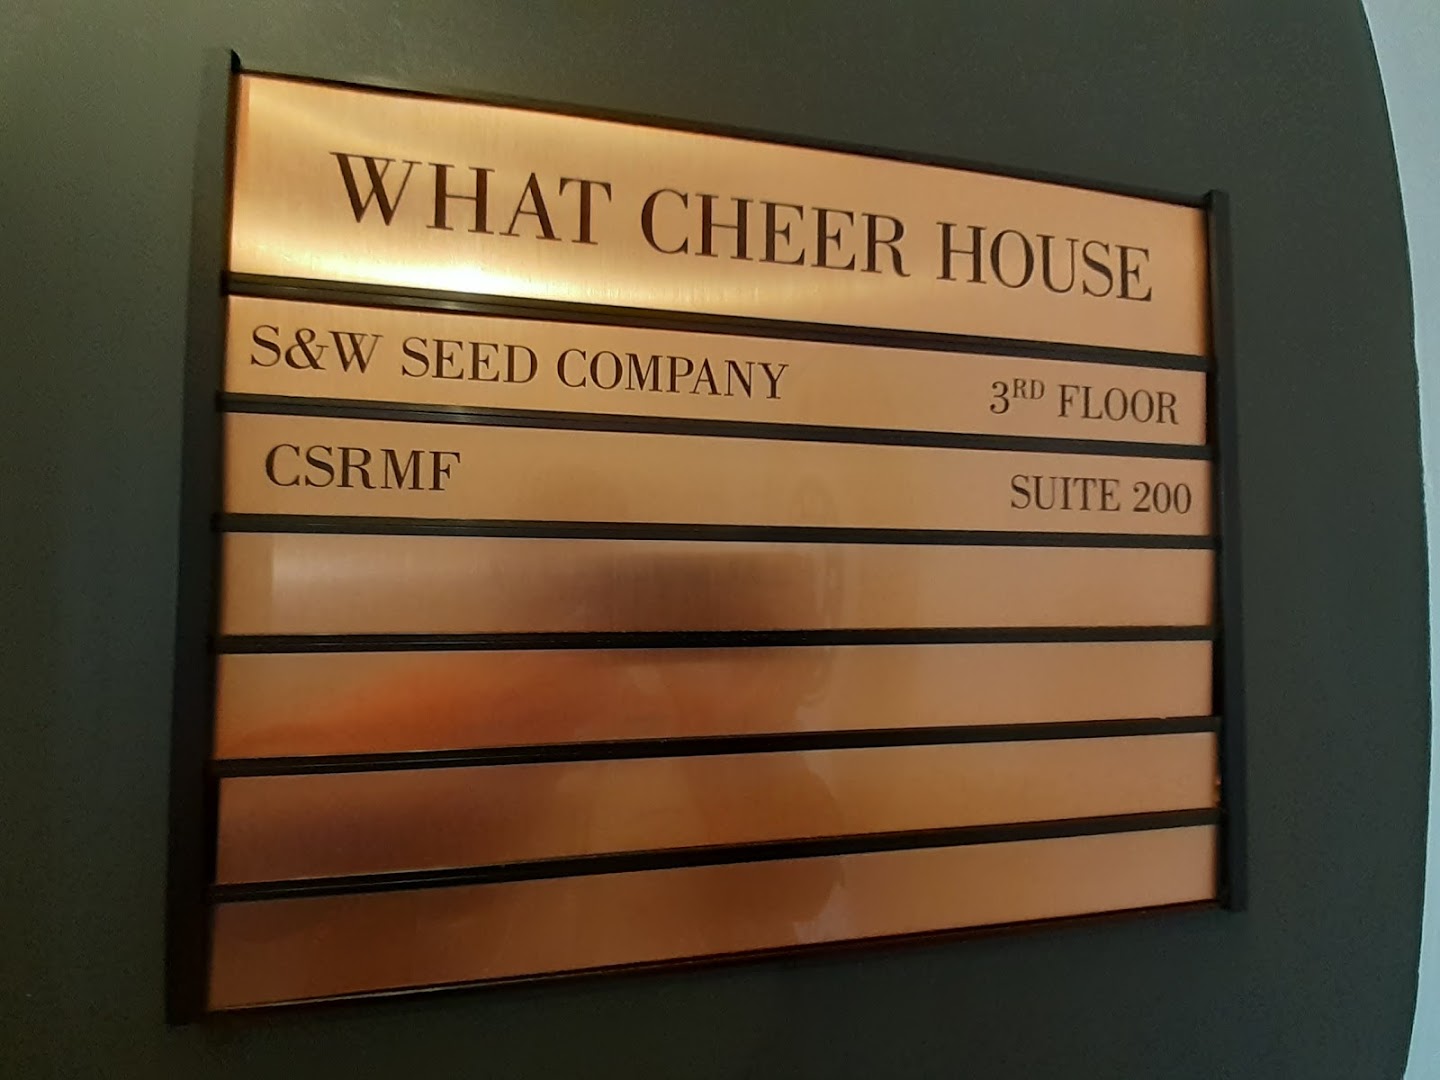 WHAT CHEER HOUSE
S&W SEED COMPANY 3RD FLOOR
CSRMF SUITE 200